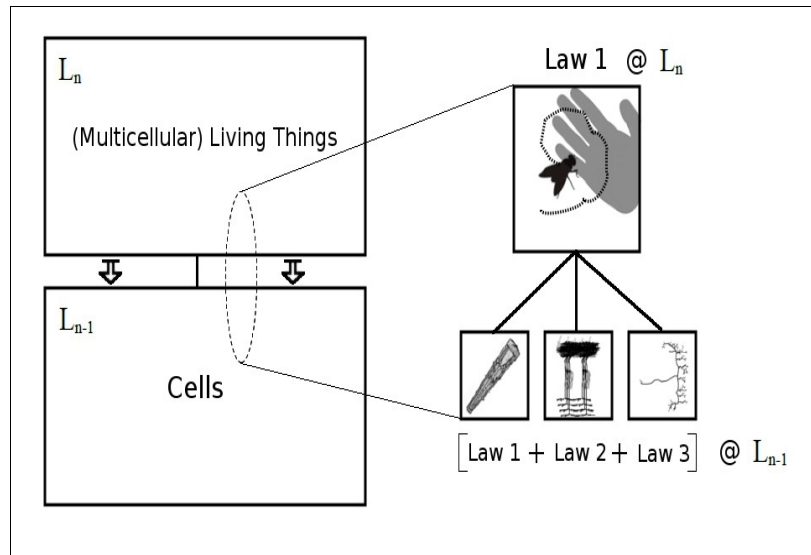 Ln
(Multicellular) Living Things
Ln-1
Cells
Law 1 @ Ln
[Law 1 + Law 2 + Law 3] @ Ln-1